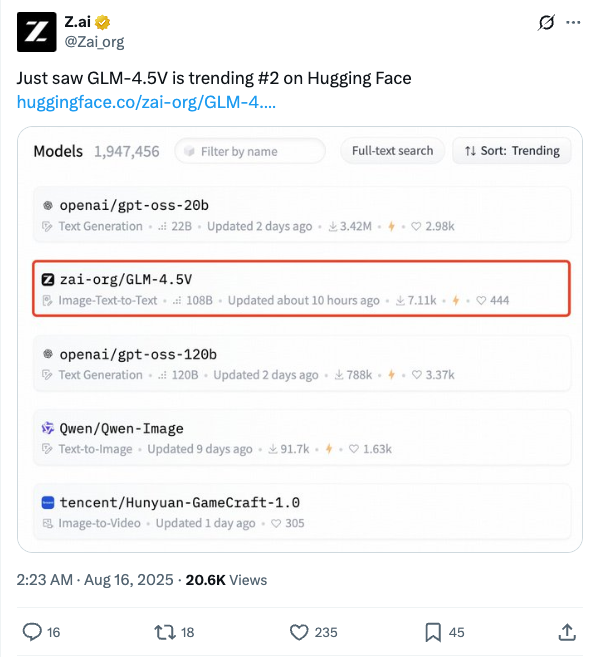 Z.ai
@Zai_org
Just saw GLM-4.5V is trending #2 on Hugging Face
huggingface.co/zai-org/GLM-4....
Models 1,947,456 Filter by name Full-text search Sort: Trending
openai/gpt-oss-20b
Text Generation • 22B • Updated 2 days ago • 3.42M • 2.98k
zai-org/GLM-4.5V
Image-Text-to-Text • 108B • Updated about 10 hours ago • 7.11k • 444
openai/gpt-oss-120b
Text Generation • 120B • Updated 2 days ago • 788k • 3.37k
Qwen/Qwen-Image
Text-to-Image • Updated 9 days ago • 91.7k • 1.63k
tencent/Hunyuan-GameCraft-1.0
Image-to-Video • Updated 1 day ago • 305
2:23 AM · Aug 16, 2025 · 20.6K Views
16 18 235 45